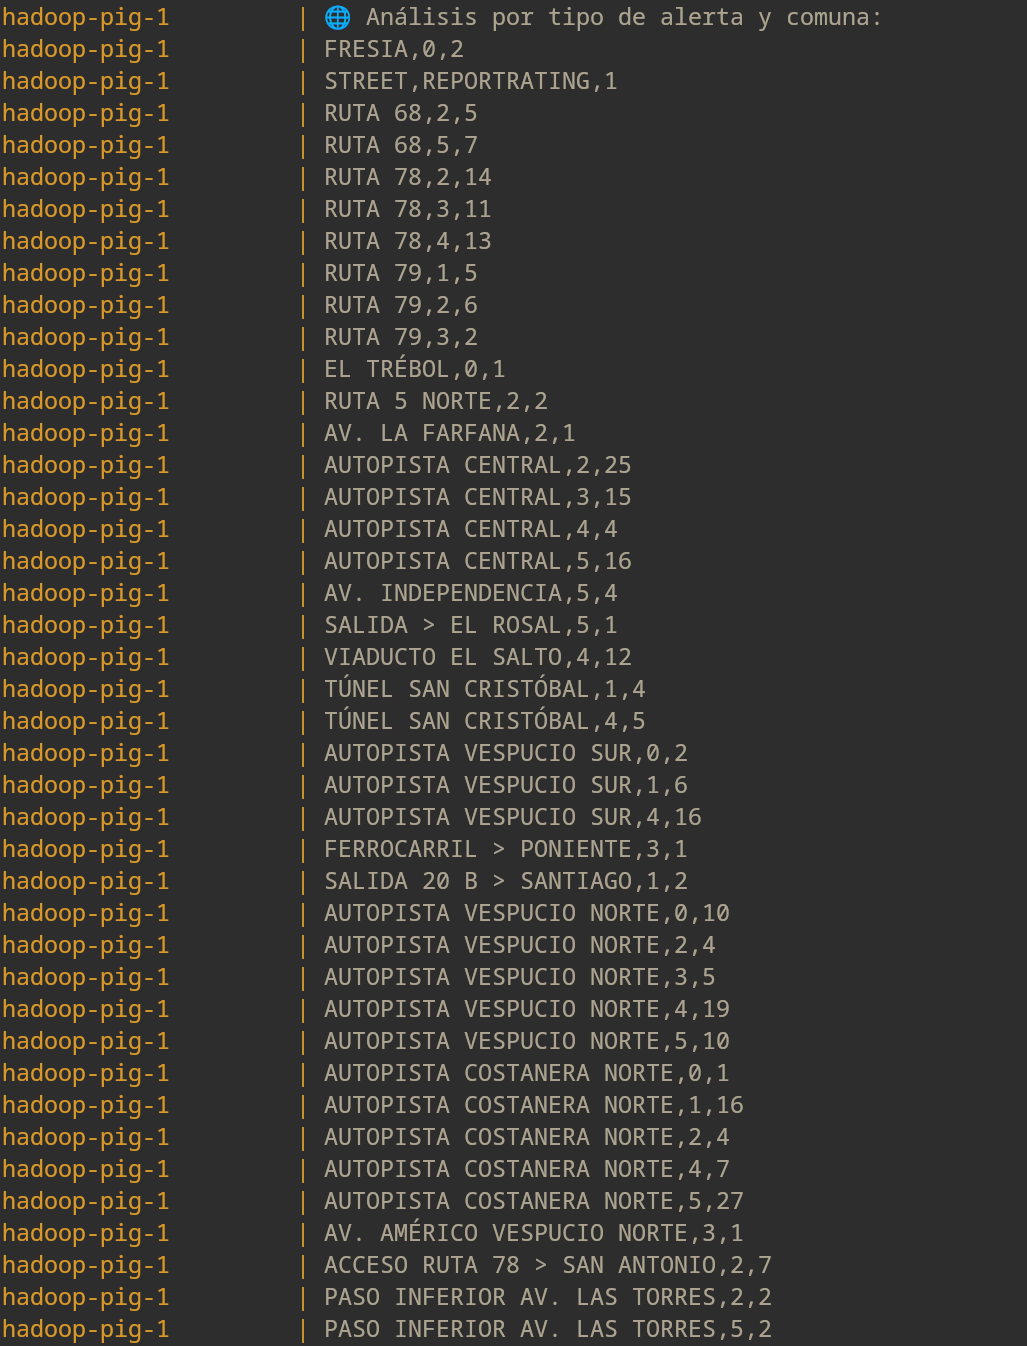 hadoop-pig-1 | 🌐 Análisis por tipo de alerta y comuna:
hadoop-pig-1 | FRESIA,0,2
hadoop-pig-1 | STREET,REPORTRATING,1
hadoop-pig-1 | RUTA 68,2,5
hadoop-pig-1 | RUTA 68,5,7
hadoop-pig-1 | RUTA 78,2,14
hadoop-pig-1 | RUTA 78,3,11
hadoop-pig-1 | RUTA 78,4,13
hadoop-pig-1 | RUTA 79,1,5
hadoop-pig-1 | RUTA 79,2,6
hadoop-pig-1 | RUTA 79,3,2
hadoop-pig-1 | EL TRÉBOL,0,1
hadoop-pig-1 | RUTA 5 NORTE,2,2
hadoop-pig-1 | AV. LA FARFANA,2,1
hadoop-pig-1 | AUTOPISTA CENTRAL,2,25
hadoop-pig-1 | AUTOPISTA CENTRAL,3,15
hadoop-pig-1 | AUTOPISTA CENTRAL,4,4
hadoop-pig-1 | AUTOPISTA CENTRAL,5,16
hadoop-pig-1 | AV. INDEPENDENCIA,5,4
hadoop-pig-1 | SALIDA > EL ROSAL,5,1
hadoop-pig-1 | VIADUCTO EL SALTO,4,12
hadoop-pig-1 | TÚNEL SAN CRISTÓBAL,1,4
hadoop-pig-1 | TÚNEL SAN CRISTÓBAL,4,5
hadoop-pig-1 | AUTOPISTA VESPUCIO SUR,0,2
hadoop-pig-1 | AUTOPISTA VESPUCIO SUR,1,6
hadoop-pig-1 | AUTOPISTA VESPUCIO SUR,4,16
hadoop-pig-1 | FERROCARRIL > PONIENTE,3,1
hadoop-pig-1 | SALIDA 20 B > SANTIAGO,1,2
hadoop-pig-1 | AUTOPISTA VESPUCIO NORTE,0,10
hadoop-pig-1 | AUTOPISTA VESPUCIO NORTE,2,4
hadoop-pig-1 | AUTOPISTA VESPUCIO NORTE,3,5
hadoop-pig-1 | AUTOPISTA VESPUCIO NORTE,4,19
hadoop-pig-1 | AUTOPISTA VESPUCIO NORTE,5,10
hadoop-pig-1 | AUTOPISTA COSTANERA NORTE,0,1
hadoop-pig-1 | AUTOPISTA COSTANERA NORTE,1,16
hadoop-pig-1 | AUTOPISTA COSTANERA NORTE,2,4
hadoop-pig-1 | AUTOPISTA COSTANERA NORTE,4,7
hadoop-pig-1 | AUTOPISTA COSTANERA NORTE,5,27
hadoop-pig-1 | AV. AMÉRICO VESPUCIO NORTE,3,1
hadoop-pig-1 | ACCESO RUTA 78 > SAN ANTONIO,2,7
hadoop-pig-1 | PASO INFERIOR AV. LAS TORRES,2,2
hadoop-pig-1 | PASO INFERIOR AV. LAS TORRES,5,2